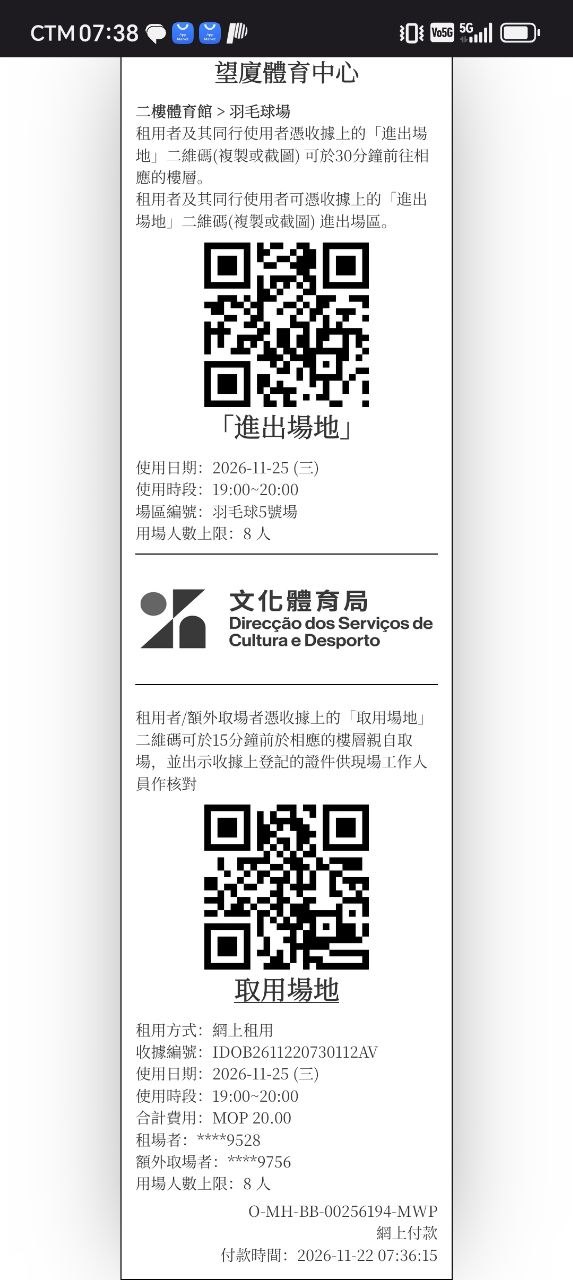 CTM 07:38
Vo5G 5G
望廈體育中心
二樓體育館 > 羽毛球場
租用者及其同行使用者憑收據上的「進出場
地」二維碼(複製或截圖) 可於30分鐘前往相
應的樓層。
租用者及其同行使用者可憑收據上的「進出
場地」二維碼(複製或截圖) 進出場區。
「進出場地」
使用日期：2026-11-25 (三)
使用時段：19:00~20:00
場區編號：羽毛球5號場
用場人數上限：8 人
文化體育局
Direcção dos Serviços de
Cultura e Desporto
租用者/額外取場者憑收據上的「取用場地」
二維碼可於15分鐘前於相應的樓層親自取
場，並出示收據上登記的證件供現場工作人
員作核對
取用場地
租用方式：網上租用
收據編號：IDOB2611220730112AV
使用日期：2026-11-25 (三)
使用時段：19:00~20:00
合計費用：MOP 20.00
租場者：****9528
額外取場者：****9756
用場人數上限：8 人
O-MH-BB-00256194-MWP
網上付款
付款時間：2026-11-22 07:36:15